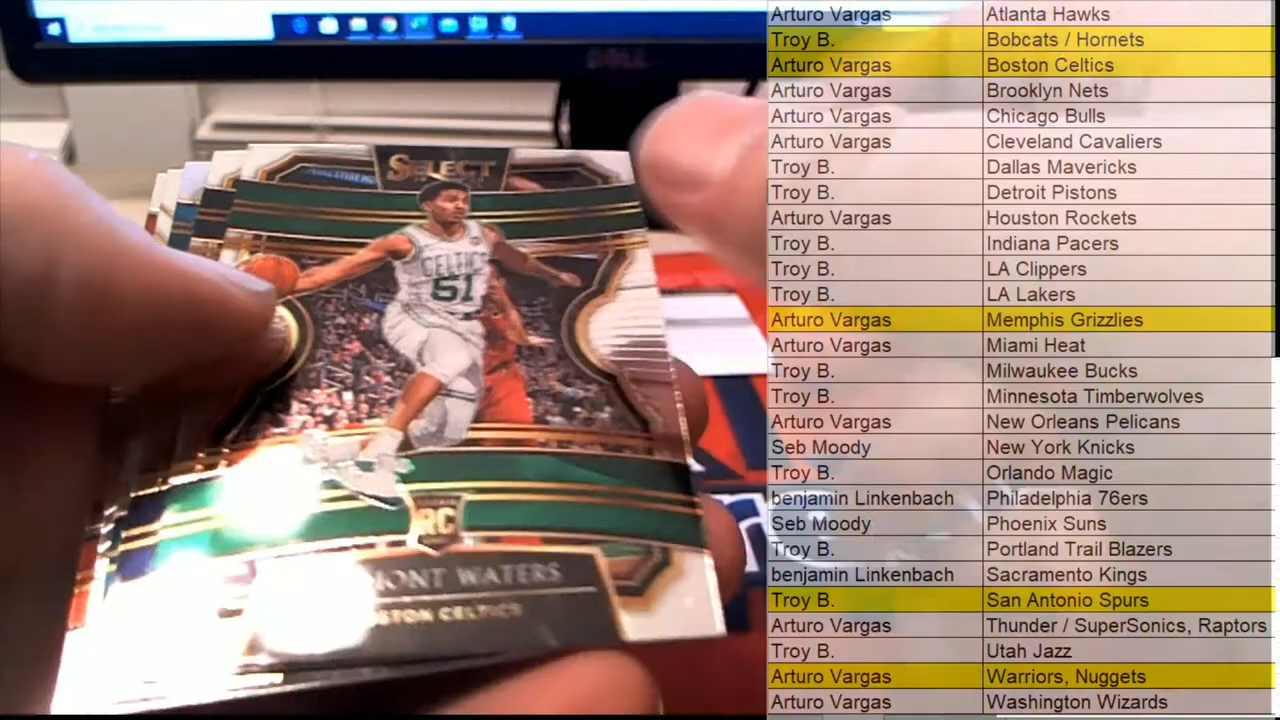 DELL
SELECT
CELTICS
51
RC
MONT WATERS
STON CELTICS
Arturo Vargas Atlanta Hawks
Troy B. Bobcats / Hornets
Arturo Vargas Boston Celtics
Arturo Vargas Brooklyn Nets
Arturo Vargas Chicago Bulls
Arturo Vargas Cleveland Cavaliers
Troy B. Dallas Mavericks
Troy B. Detroit Pistons
Arturo Vargas Houston Rockets
Troy B. Indiana Pacers
Troy B. LA Clippers
Troy B. LA Lakers
Arturo Vargas Memphis Grizzlies
Arturo Vargas Miami Heat
Troy B. Milwaukee Bucks
Troy B. Minnesota Timberwolves
Arturo Vargas New Orleans Pelicans
Seb Moody New York Knicks
Troy B. Orlando Magic
benjamin Linkenbach Philadelphia 76ers
Seb Moody Phoenix Suns
Troy B. Portland Trail Blazers
benjamin Linkenbach Sacramento Kings
Troy B. San Antonio Spurs
Arturo Vargas Thunder / SuperSonics, Raptors
Troy B. Utah Jazz
Arturo Vargas Warriors, Nuggets
Arturo Vargas Washington Wizards